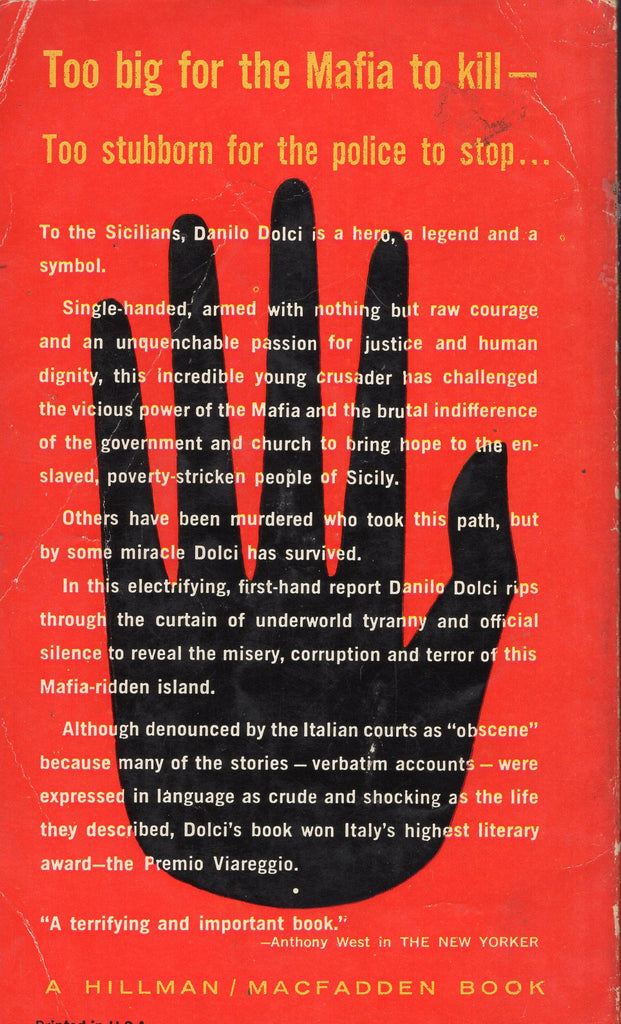 Too big for the Mafia to kill—
Too stubborn for the police to stop...
To the Sicilians, Danilo Dolci is a hero, a legend and a
symbol.
Single-handed, armed with nothing but raw courage
and an unquenchable passion for justice and human
dignity, this incredible young crusader has challenged
the vicious power of the Mafia and the brutal indifference
of the government and church to bring hope to the en-
slaved, poverty-stricken people of Sicily.
Others have been murdered who took this path, but
by some miracle Dolci has survived.
In this electrifying, first-hand report Danilo Dolci rips
through the curtain of underworld tyranny and official
silence to reveal the misery, corruption and terror of this
Mafia-ridden island.
Although denounced by the Italian courts as “obscene”
because many of the stories — verbatim accounts — were
expressed in language as crude and shocking as the life
they described, Dolci's book won Italy's highest literary
award—the Premio Viareggio.
“A terrifying and important book.”
—Anthony West in THE NEW YORKER
A HILLMAN/MACFADDEN BOOK
Printed in U.S.A.